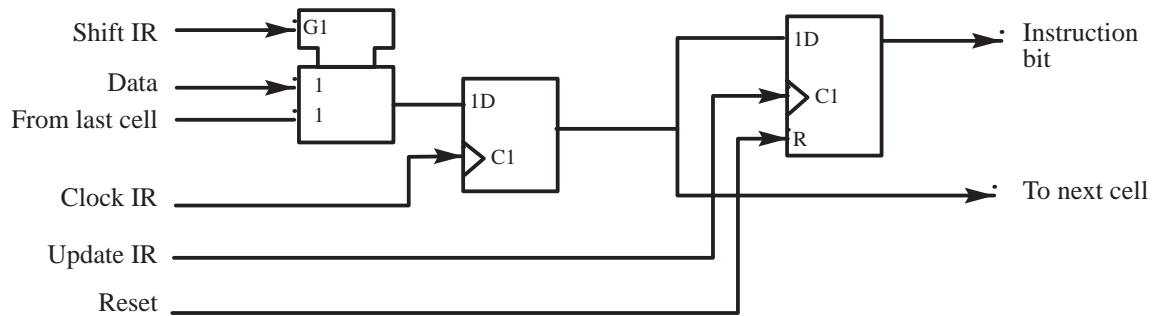 Shift IR
G1
Data
1
From last cell
1
1D
C1
Clock IR
Update IR
Reset
1D
C1
R
Instruction
bit
To next cell